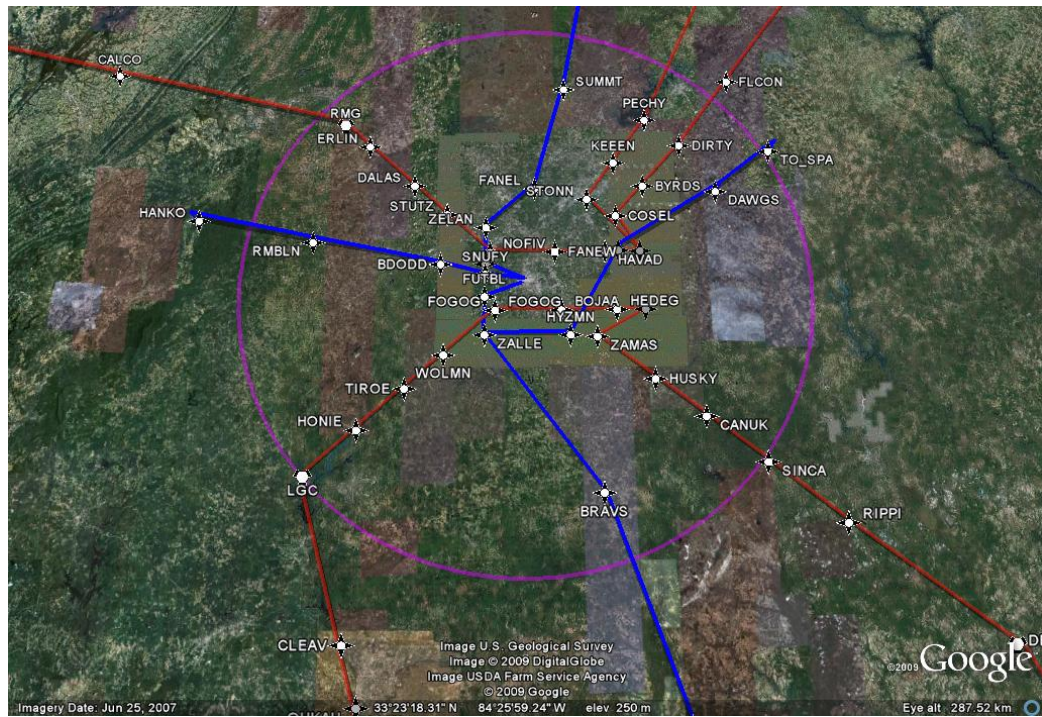 CALCO
SUMMT
FLCON
PECHY
RMG
ERLIN
KEEEN
DIRTY
TO_SPA
DALAS
FANEL
STONN
BYRDS
DAWGS
STUTZ
ZELAN
COSEL
HANKO
RMBLN
NOFIV
FANEW
HAVAD
SNUFY
BDODD
FUTBL
FOGOG
FOGOG
BOJAA
HEDEG
HYZMN
ZALLE
ZAMAS
WOLMN
HUSKY
TIROE
HONIE
CANUK
SINCA
LGC
BRAVS
RIPPI
CLEAV
Image U.S. Geological Survey
Image © 2009 DigitalGlobe
Image USDA Farm Service Agency
© 2009 Google
©2009 Google
Imagery Date: Jun 25, 2007 33°23'18.31" N 84°25'59.24" W elev 250 m Eye alt 287.52 km